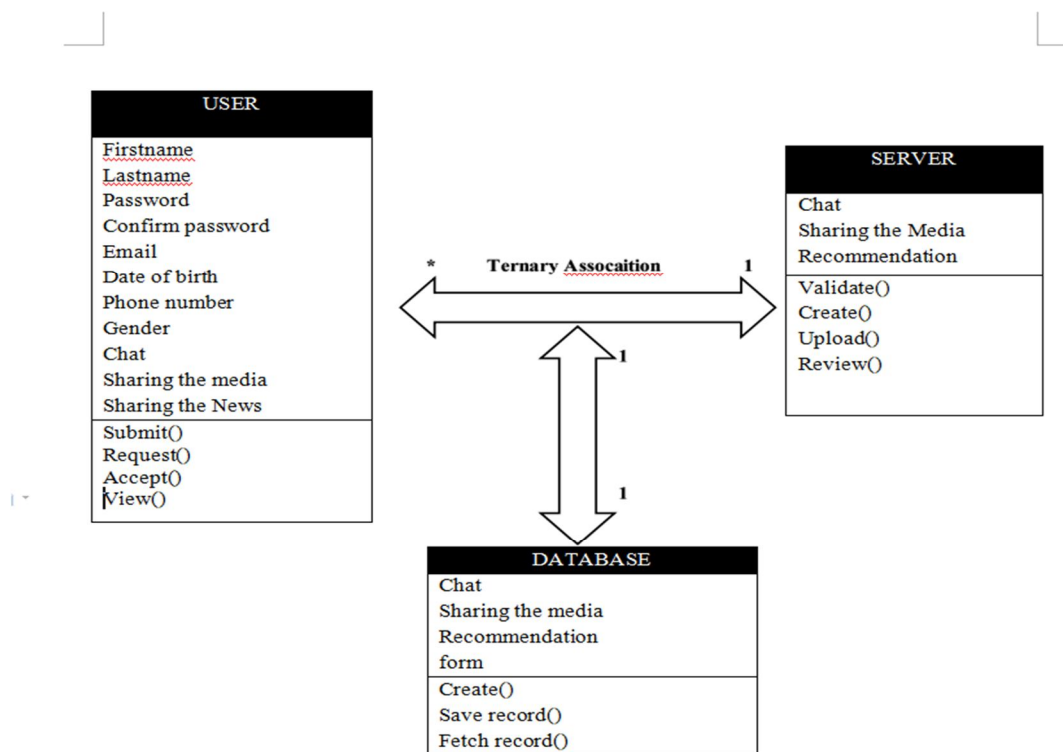 USER
Firstname
Lastname
Password
Confirm password
Email
Date of birth
Phone number
Gender
Chat
Sharing the media
Sharing the News
Submit()
Request()
Accept()
View()
* Ternary Assocaition 1
1
1
SERVER
Chat
Sharing the Media
Recommendation
Validate()
Create()
Upload()
Review()
DATABASE
Chat
Sharing the media
Recommendation
form
Create()
Save record()
Fetch record()